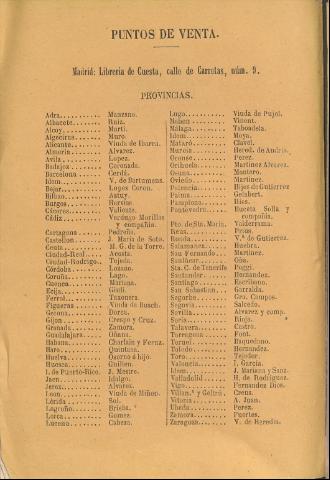 PUNTOS DE VENTA.
Madrid: Librería de Cuesta, calle de Carretas, núm. 9.
PROVINCIAS.
Adra. Manzano.
Albacete Ruiz.
Alcoy Martí.
Algeciras Muro.
Alicante Viuda de Ibarra.
Almería Alvarez.
Avila Lopez.
Badajoz Coronada.
Barcelona Cerdá.
Idem V. de Bartumeus.
Bejar Lopez Coron.
Bilbao Astuy.
Burgos
Cáceres Valiente.
Cádiz Verdugo Morillas
y compañía.
Cartagena Pedreño.
Castellon J. María de Soto.
Ceuta M. G. de la Torre.
Ciudad-Real Acosta.
Ciudad-Rodrigo Tejeda.
Córdoba Lozano.
Coruña Lago.
Cuenca Mariana.
Ecija Giuli.
Ferrol Taxonera.
Figueras Viuda de Bosch.
Gerona Dorca.
Gijon Crespo y Cruz.
Granada Zamora.
Guadalajara Oñana.
Habana Charlain y Fernz.
Haro Quintana.
Huelva Osorno é hijo.
Huesca Guillen.
I. de Puerto-Rico J. Mestre.
Jaen Idalgo.
Jerez Alvarez.
Leon Viuda de Miñon.
Lérida Sol.
Logroño Brieba.
Lorca Gomez.
Lucena Cabeza.
Lugo Viuda de Pujol.
Mahon Vinent.
Málaga Taboadela.
Idem Moya.
Mataró Clavel.
Murcia Hered. de Andrion.
Orense Perez.
Orihuela Martinez Alvarez.
Osuna Montero.
Oviedo Martinez.
Palencia Hijos de Gutierrez
Palma Gelabert.
Pamplona Rios.
Pontevedra Buceta Solla y
compañía.
Pto. de Sta. María
Reus Prius.
Ronda V.ª de Gutierrez.
Salamanca Huebra.
San Fernando Martinez.
Sanlúcar Oña.
Sta. C. de Tenerife Poggi.
Santander Hernandez.
Santiago Escribano.
San Sebastian Garralda.
Segorbe Gra. Campos.
Segovia Salcedo.
Sevilla Alvarez y comp.
Soria Rioja.
Talavera Castro.
Tarragona Font.
Teruel Baquedano.
Toledo Hernandez.
Toro Tejedor.
Valencia I. García.
Idem J. Mariana y Sanz.
Valladolid H. de Rodriguez.
Vigo Fernandez Dios.
Villan.ª y Geltrú Creus.
Vitoria A. Juan.
Ubeda Perez.
Zamora Fuertes.
Zaragoza V. de Heredia.